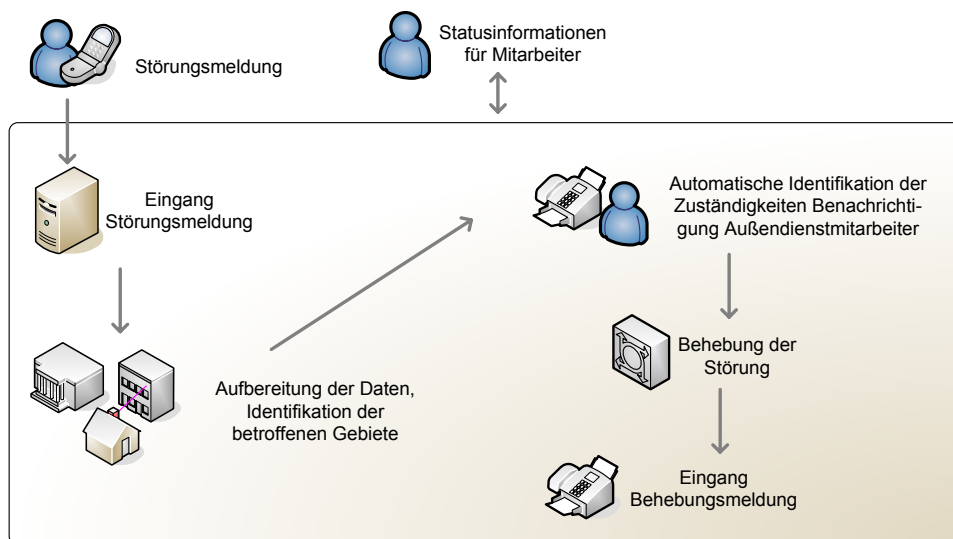 Störungsmeldung
Statusinformationen
für Mitarbeiter
Eingang
Störungsmeldung
Automatische Identifikation der
Zuständigkeiten Benachrichti-
gung Außendienstmitarbeiter
Aufbereitung der Daten,
Identifikation der
betroffenen Gebiete
Behebung der
Störung
Eingang
Behebungsmeldung